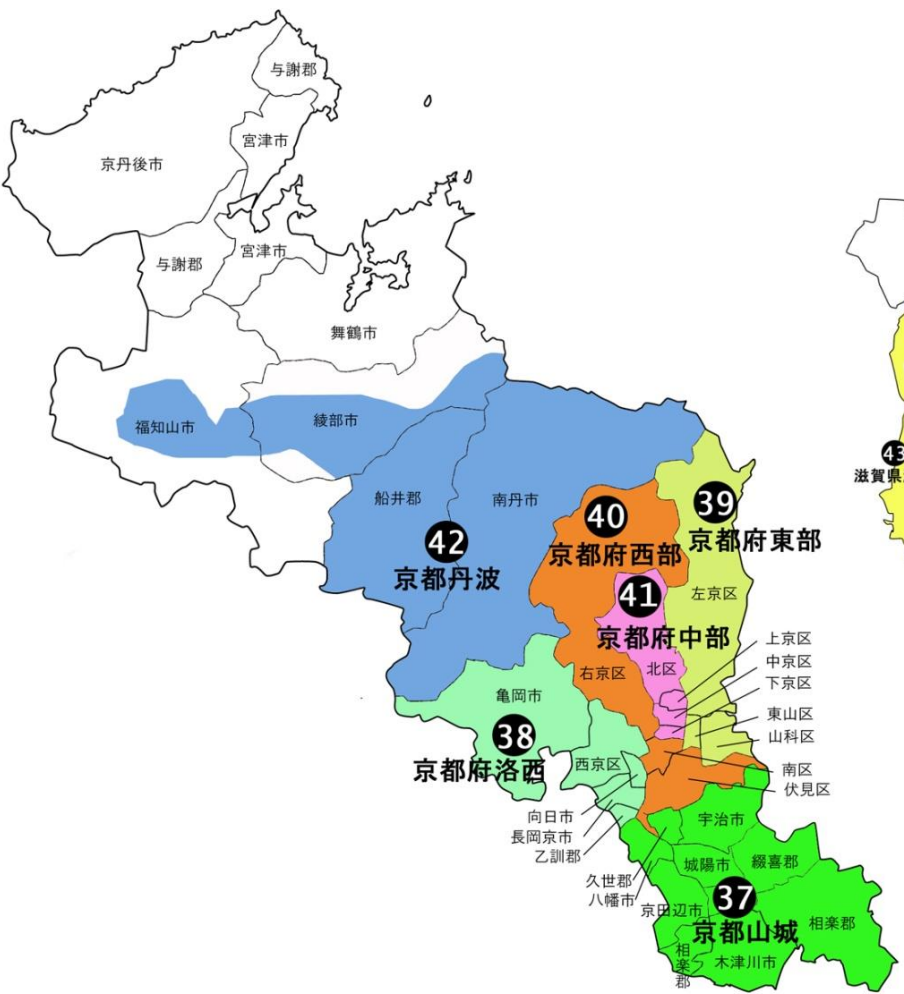 与謝郡
宮津市
京丹後市
与謝郡
宮津市
舞鶴市
福知山市
綾部市
船井郡
南丹市
42
京都丹波
40
京都府西部
39
京都府東部
43
滋賀県
左京区
41
京都府中部
北区
右京区
上京区
中京区
下京区
東山区
山科区
南区
伏見区
亀岡市
38
京都府洛西
西京区
向日市
長岡京市
乙訓郡
宇治市
久世郡
八幡市
城陽市
綴喜郡
京田辺市
37
京都山城
相楽郡
相楽郡
木津川市